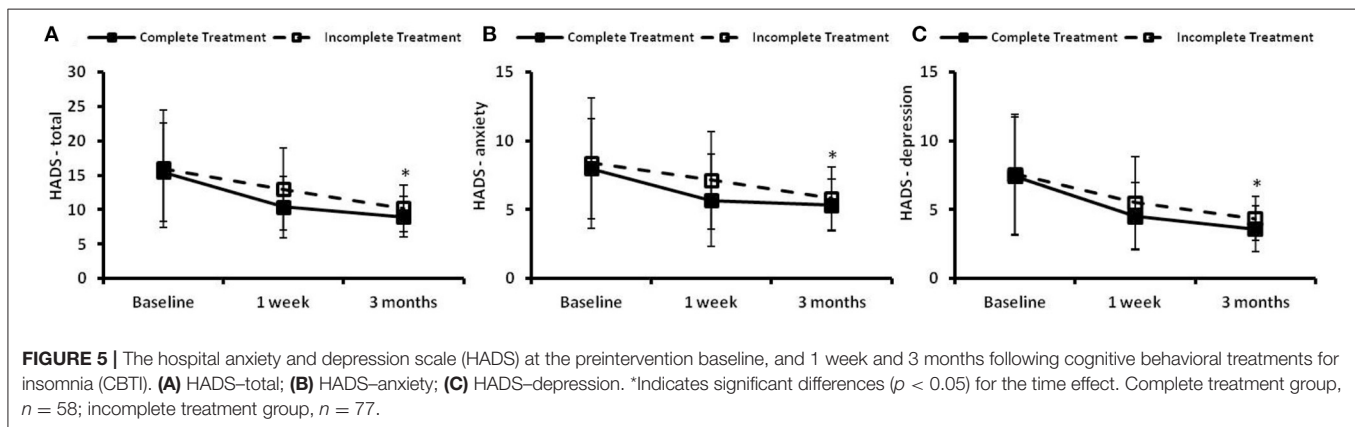 A Complete Treatment Incomplete Treatment
HADS - total
30
25
20
15
10
5
0
*
Baseline 1 week 3 months
B Complete Treatment Incomplete Treatment
HADS - anxiety
15
10
5
0
*
Baseline 1 week 3 months
C Complete Treatment Incomplete Treatment
HADS - depression
15
10
5
0
*
Baseline 1 week 3 months
FIGURE 5 | The hospital anxiety and depression scale (HADS) at the preintervention baseline, and 1 week and 3 months following cognitive behavioral treatments for
insomnia (CBTI). (A) HADS–total; (B) HADS–anxiety; (C) HADS–depression. *Indicates significant differences (p < 0.05) for the time effect. Complete treatment group,
n = 58; incomplete treatment group, n = 77.